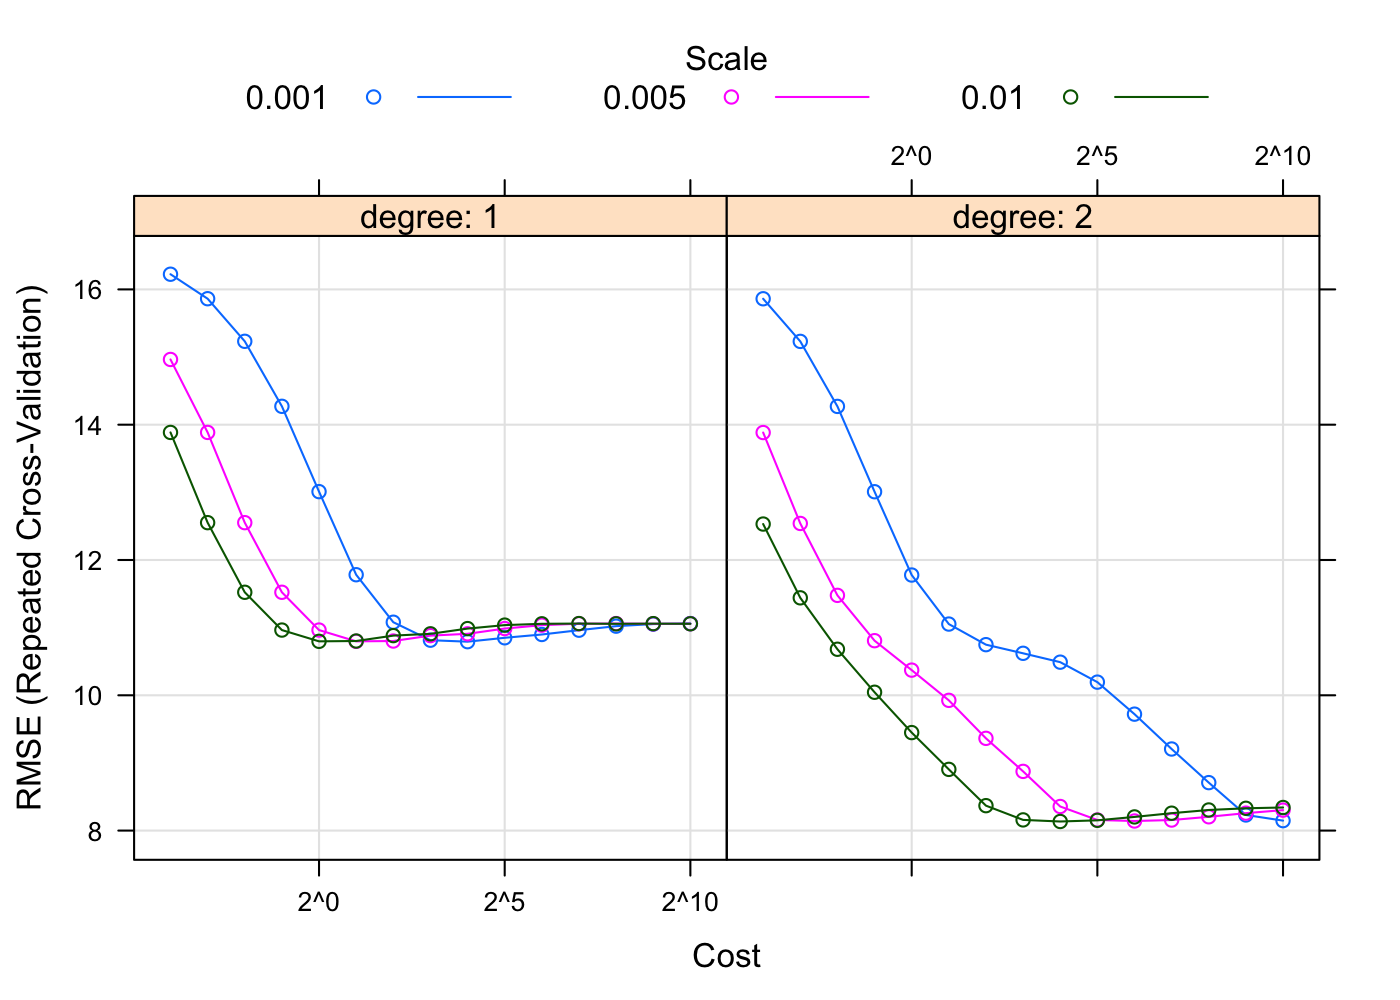 Scale
0.001 0.005 0.01
2^0 2^5 2^10
degree: 1 degree: 2
RMSE (Repeated Cross-Validation)
16
14
12
10
8
2^0 2^5 2^10
Cost